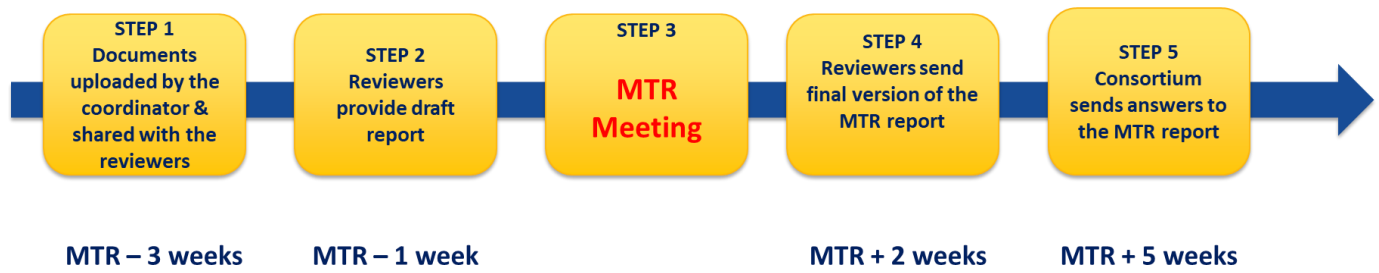 STEP 1
Documents
uploaded by the
coordinator &
shared with the
reviewers
STEP 2
Reviewers
provide draft
report
STEP 3
MTR
Meeting
STEP 4
Reviewers send
final version of the
MTR report
STEP 5
Consortium
sends answers to
the MTR report
MTR – 3 weeks
MTR – 1 week
MTR + 2 weeks
MTR + 5 weeks